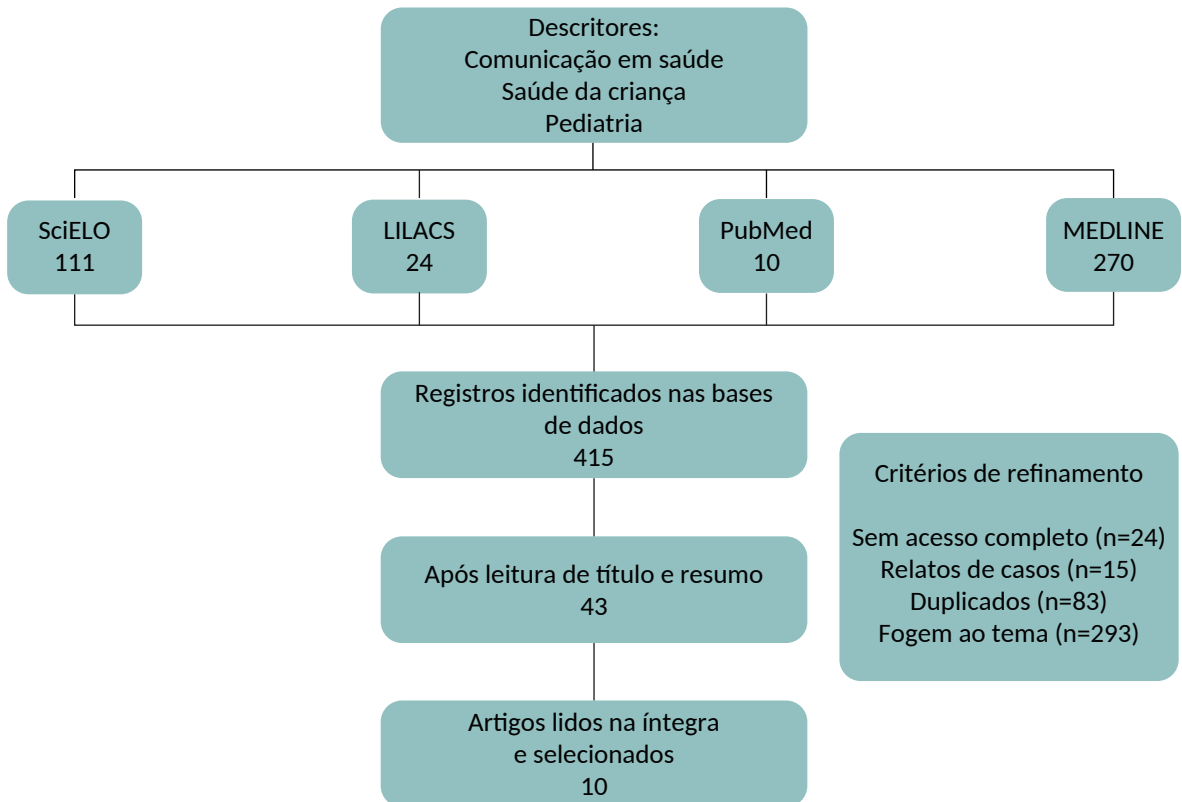 Descritores:
Comunicação em saúde
Saúde da criança
Pediatria
SciELO
111
LILACS
24
PubMed
10
MEDLINE
270
Registros identificados nas bases
de dados
415
Critérios de refinamento
Sem acesso completo (n=24)
Relatos de casos (n=15)
Duplicados (n=83)
Fogem ao tema (n=293)
Após leitura de título e resumo
43
Artigos lidos na íntegra
e selecionados
10